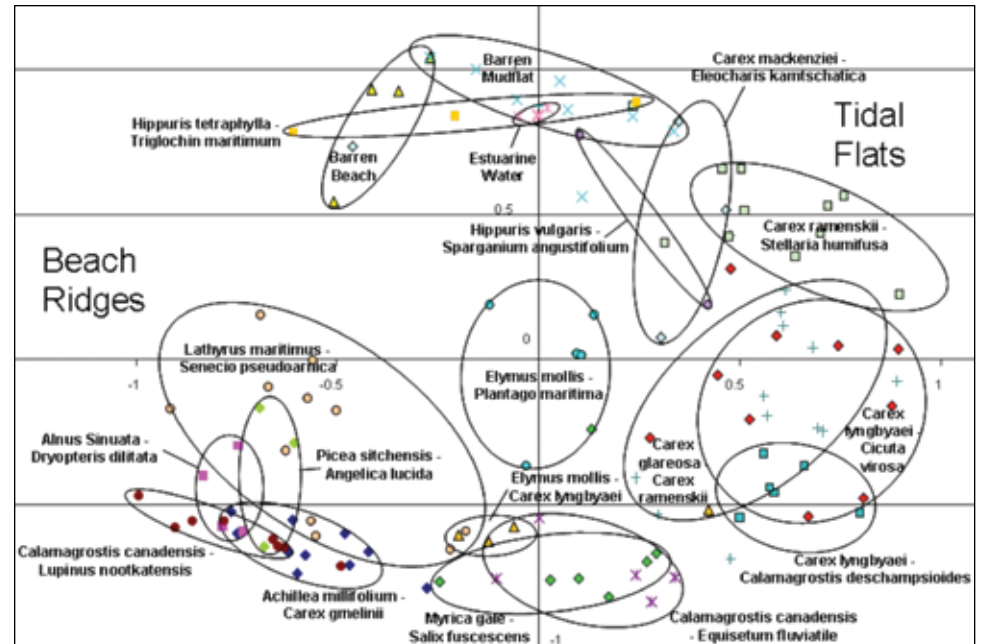 Barren
Mudflat
Carex mackenziei -
Eleocharis kamtschatica
Hippuris tetraphylla -
Triglochin maritimum
Tidal
Flats
Barren
Beach
Estuarine
Water
0.5
Hippuris vulgaris -
Sparganium angustifolium
Carex ramenskii -
Stellaria humifusa
Beach
Ridges
0
Lathyrus maritimus -
Senecio pseudoarnica
-1
-0.5
0.5
1
Elymus mollis -
Plantago maritima
Alnus Sinuata -
Dryopteris dilitata
Picea sitchensis -
Angelica lucida
Carex
lyngbyaei -
Cicuta
virosa
Carex
glareosa -
Carex
ramenskii
Elymus mollis -
Carex lyngbyaei
Calamagrostis canadensis -
Lupinus nootkatensis
Carex lyngbyaei -
Calamagrostis deschampsioides
Achillea millifolium -
Carex gmelinii
Myrica gale -
Salix fuscescens
Calamagrostis canadensis
- Equisetum fluviatile
-1